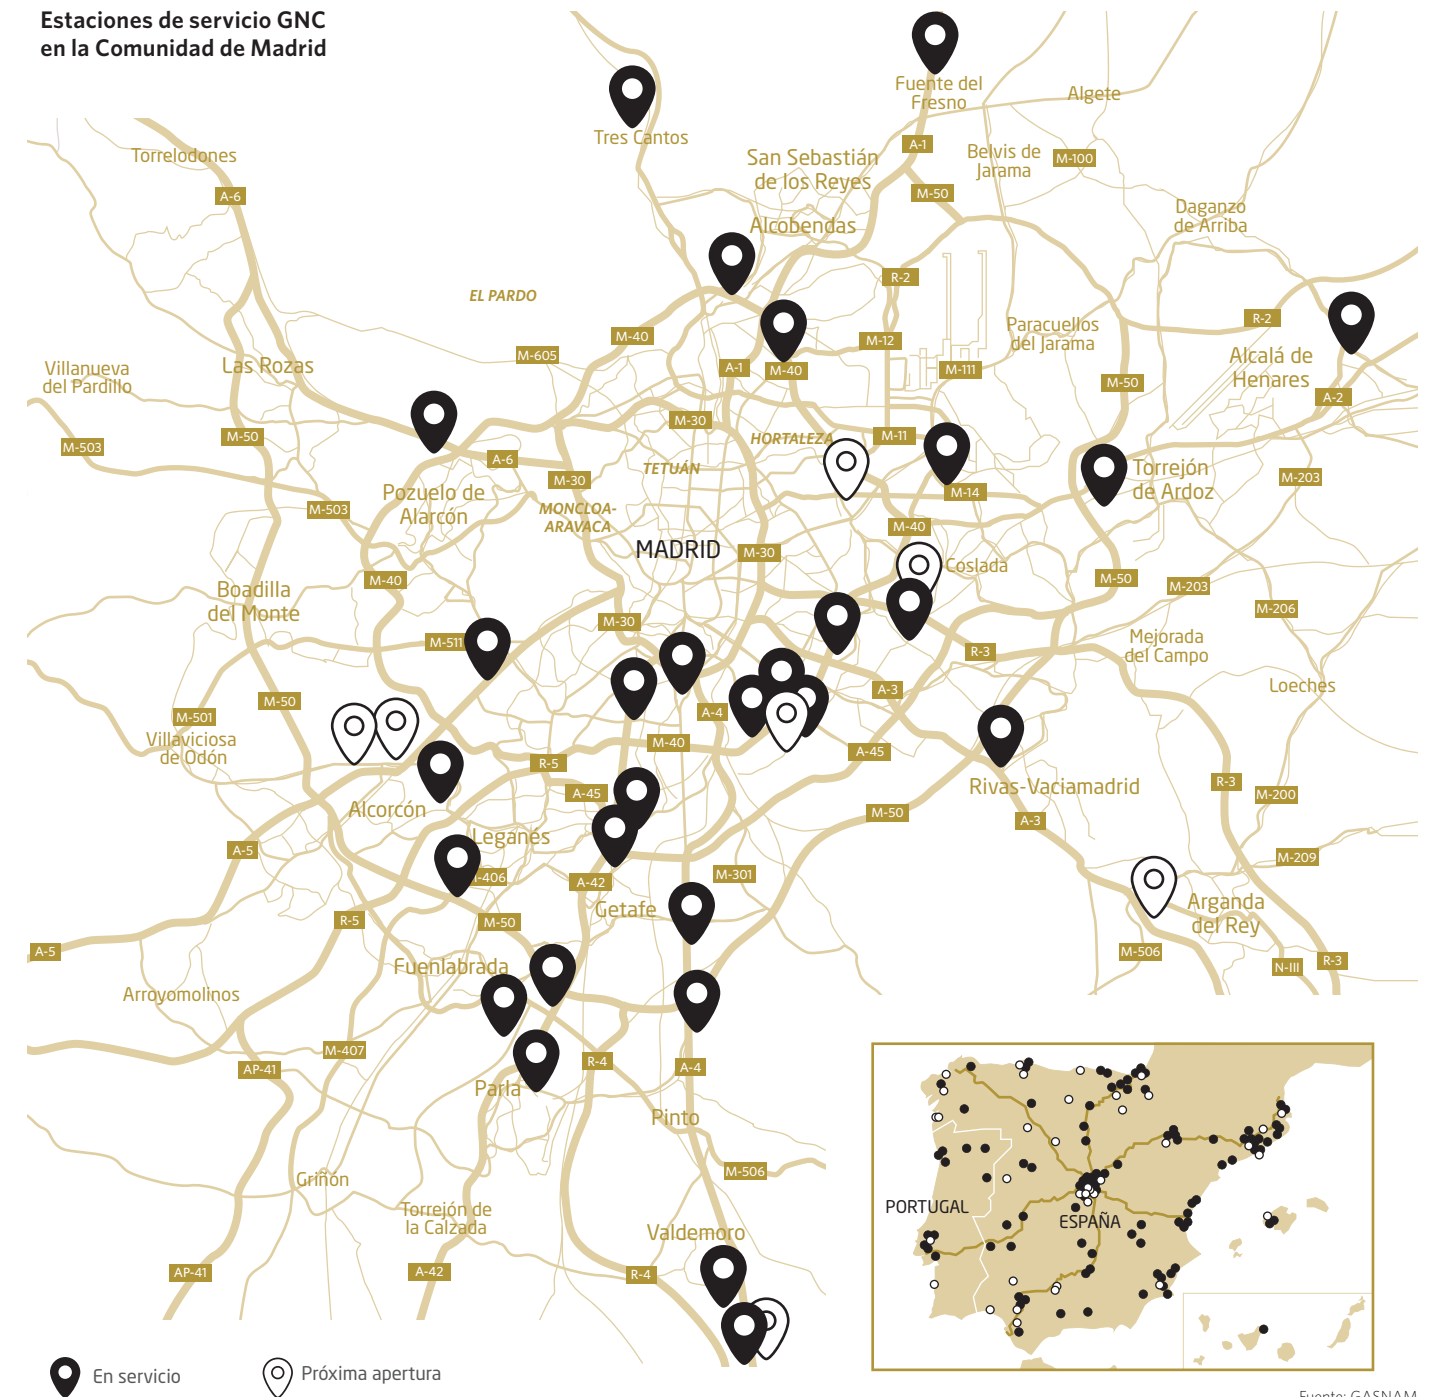 Estaciones de servicio GNC
en la Comunidad de Madrid
Fuente del
Fresno
Algete
Tres Cantos
A-1
Torrelodones
San Sebastián
de los Reyes
Belvis de
Jarama
M-100
A-6
M-50
Daganzo
de Arriba
Alcobendas
R-2
EL PARDO
R-2
M-40
M-12
Paracuellos
del Jarama
M-605
Alcalá de
Henares
Las Rozas
Villanueva
del Pardillo
A-1
M-40
M-111
M-50
A-2
M-30
M-50
HORTALEZA
M-11
M-503
A-6
TETUÁN
Torrejón
de Ardoz
M-30
M-203
Pozuelo de
Alarcón
M-14
M-503
MONCLOA-
ARAVACA
M-40
MADRID
M-30
Coslada
M-40
M-50
M-203
Boadilla
del Monte
M-206
M-30
M-511
R-3
Mejorada
del Campo
Loeches
M-50
A-3
M-501
A-4
Villaviciosa
de Odón
M-40
A-45
R-5
Rivas-Vaciamadrid
R-3
A-45
M-200
Alcorcón
M-50
A-3
Leganés
A-5
M-209
-406
A-42
M-301
Arganda
del Rey
Getafe
R-5
M-50
A-5
M-506
N-III
R-3
Fuenlabrada
Arroyomolinos
M-407
R-4
A-4
AP-41
Parla
Pinto
M-506
Griñón
Torrejón de
la Calzada
PORTUGAL
ESPAÑA
Valdemoro
AP-41
A-42
R-4
En servicio
Próxima apertura
Fuente: GASNAM